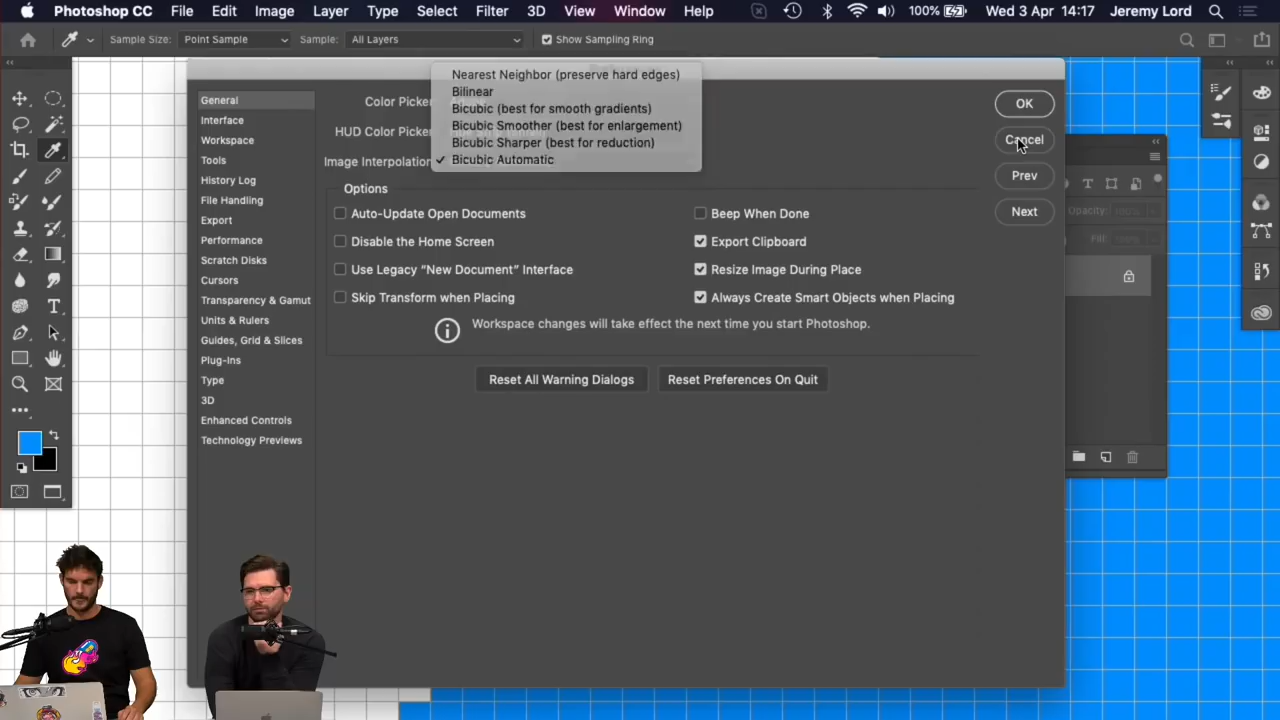 Photoshop CC File Edit Image Layer Type Select Filter 3D View Window Help 100% Wed 3 Apr 14:17 Jeremy Lord
Sample Size: Point Sample Sample: All Layers Show Sampling Ring
Nearest Neighbor (preserve hard edges)
Bilinear
Bicubic (best for smooth gradients)
Bicubic Smoother (best for enlargement)
Bicubic Sharper (best for reduction)
✓ Bicubic Automatic
General
Interface
Workspace
Tools
History Log
File Handling
Export
Performance
Scratch Disks
Cursors
Transparency & Gamut
Units & Rulers
Guides, Grid & Slices
Plug-Ins
Type
3D
Enhanced Controls
Technology Previews
Color Picker
HUD Color Picker
Image Interpolation
Options
Auto-Update Open Documents
Disable the Home Screen
Use Legacy “New Document” Interface
Skip Transform when Placing
Beep When Done
Export Clipboard
Resize Image During Place
Always Create Smart Objects when Placing
Workspace changes will take effect the next time you start Photoshop.
Reset All Warning Dialogs
Reset Preferences On Quit
OK
Cancel
Prev
Next
Opacity: 100%
Fill: 100%